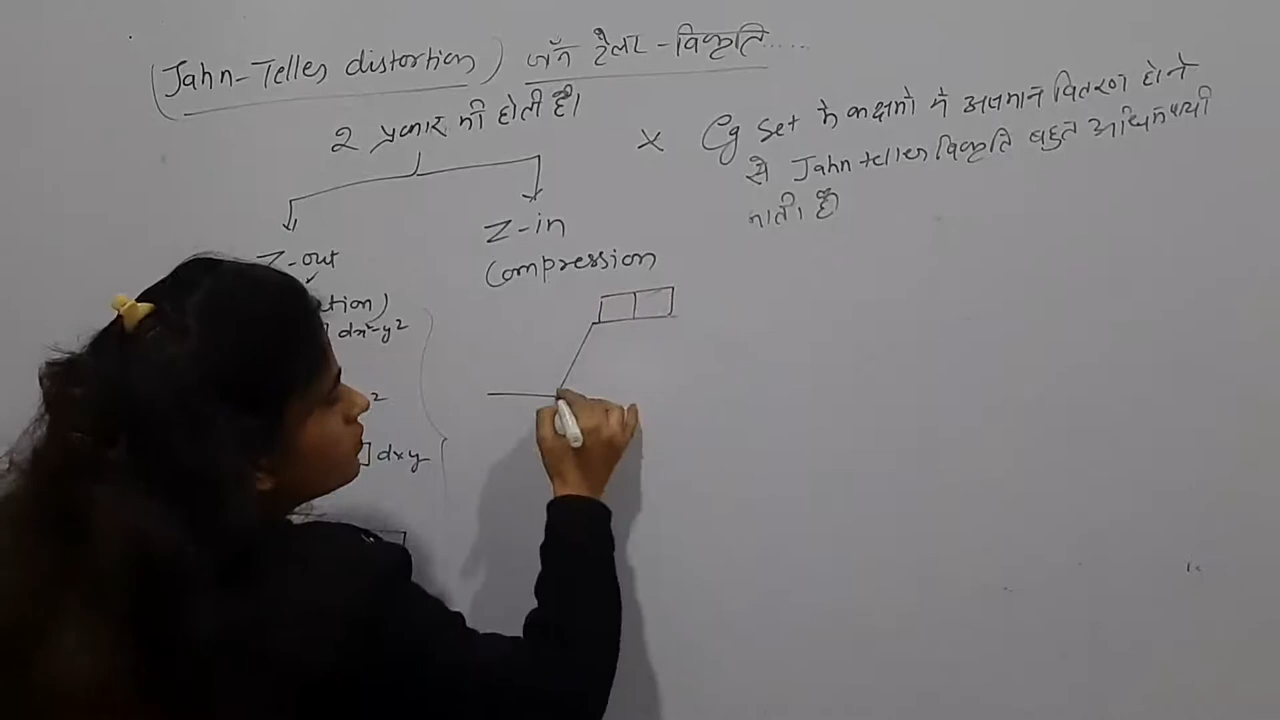 (Jahn-Teller distortion) जॉन टैलर - विकृति.....
2 प्रकार की होती है।
Z-out
Z-in
Compression
dx²-y²
2
dxy
x eg set के कक्षको मे असमान वितरण होने
से Jahn teller विकृति बहुत अधिक पायी
जाती है